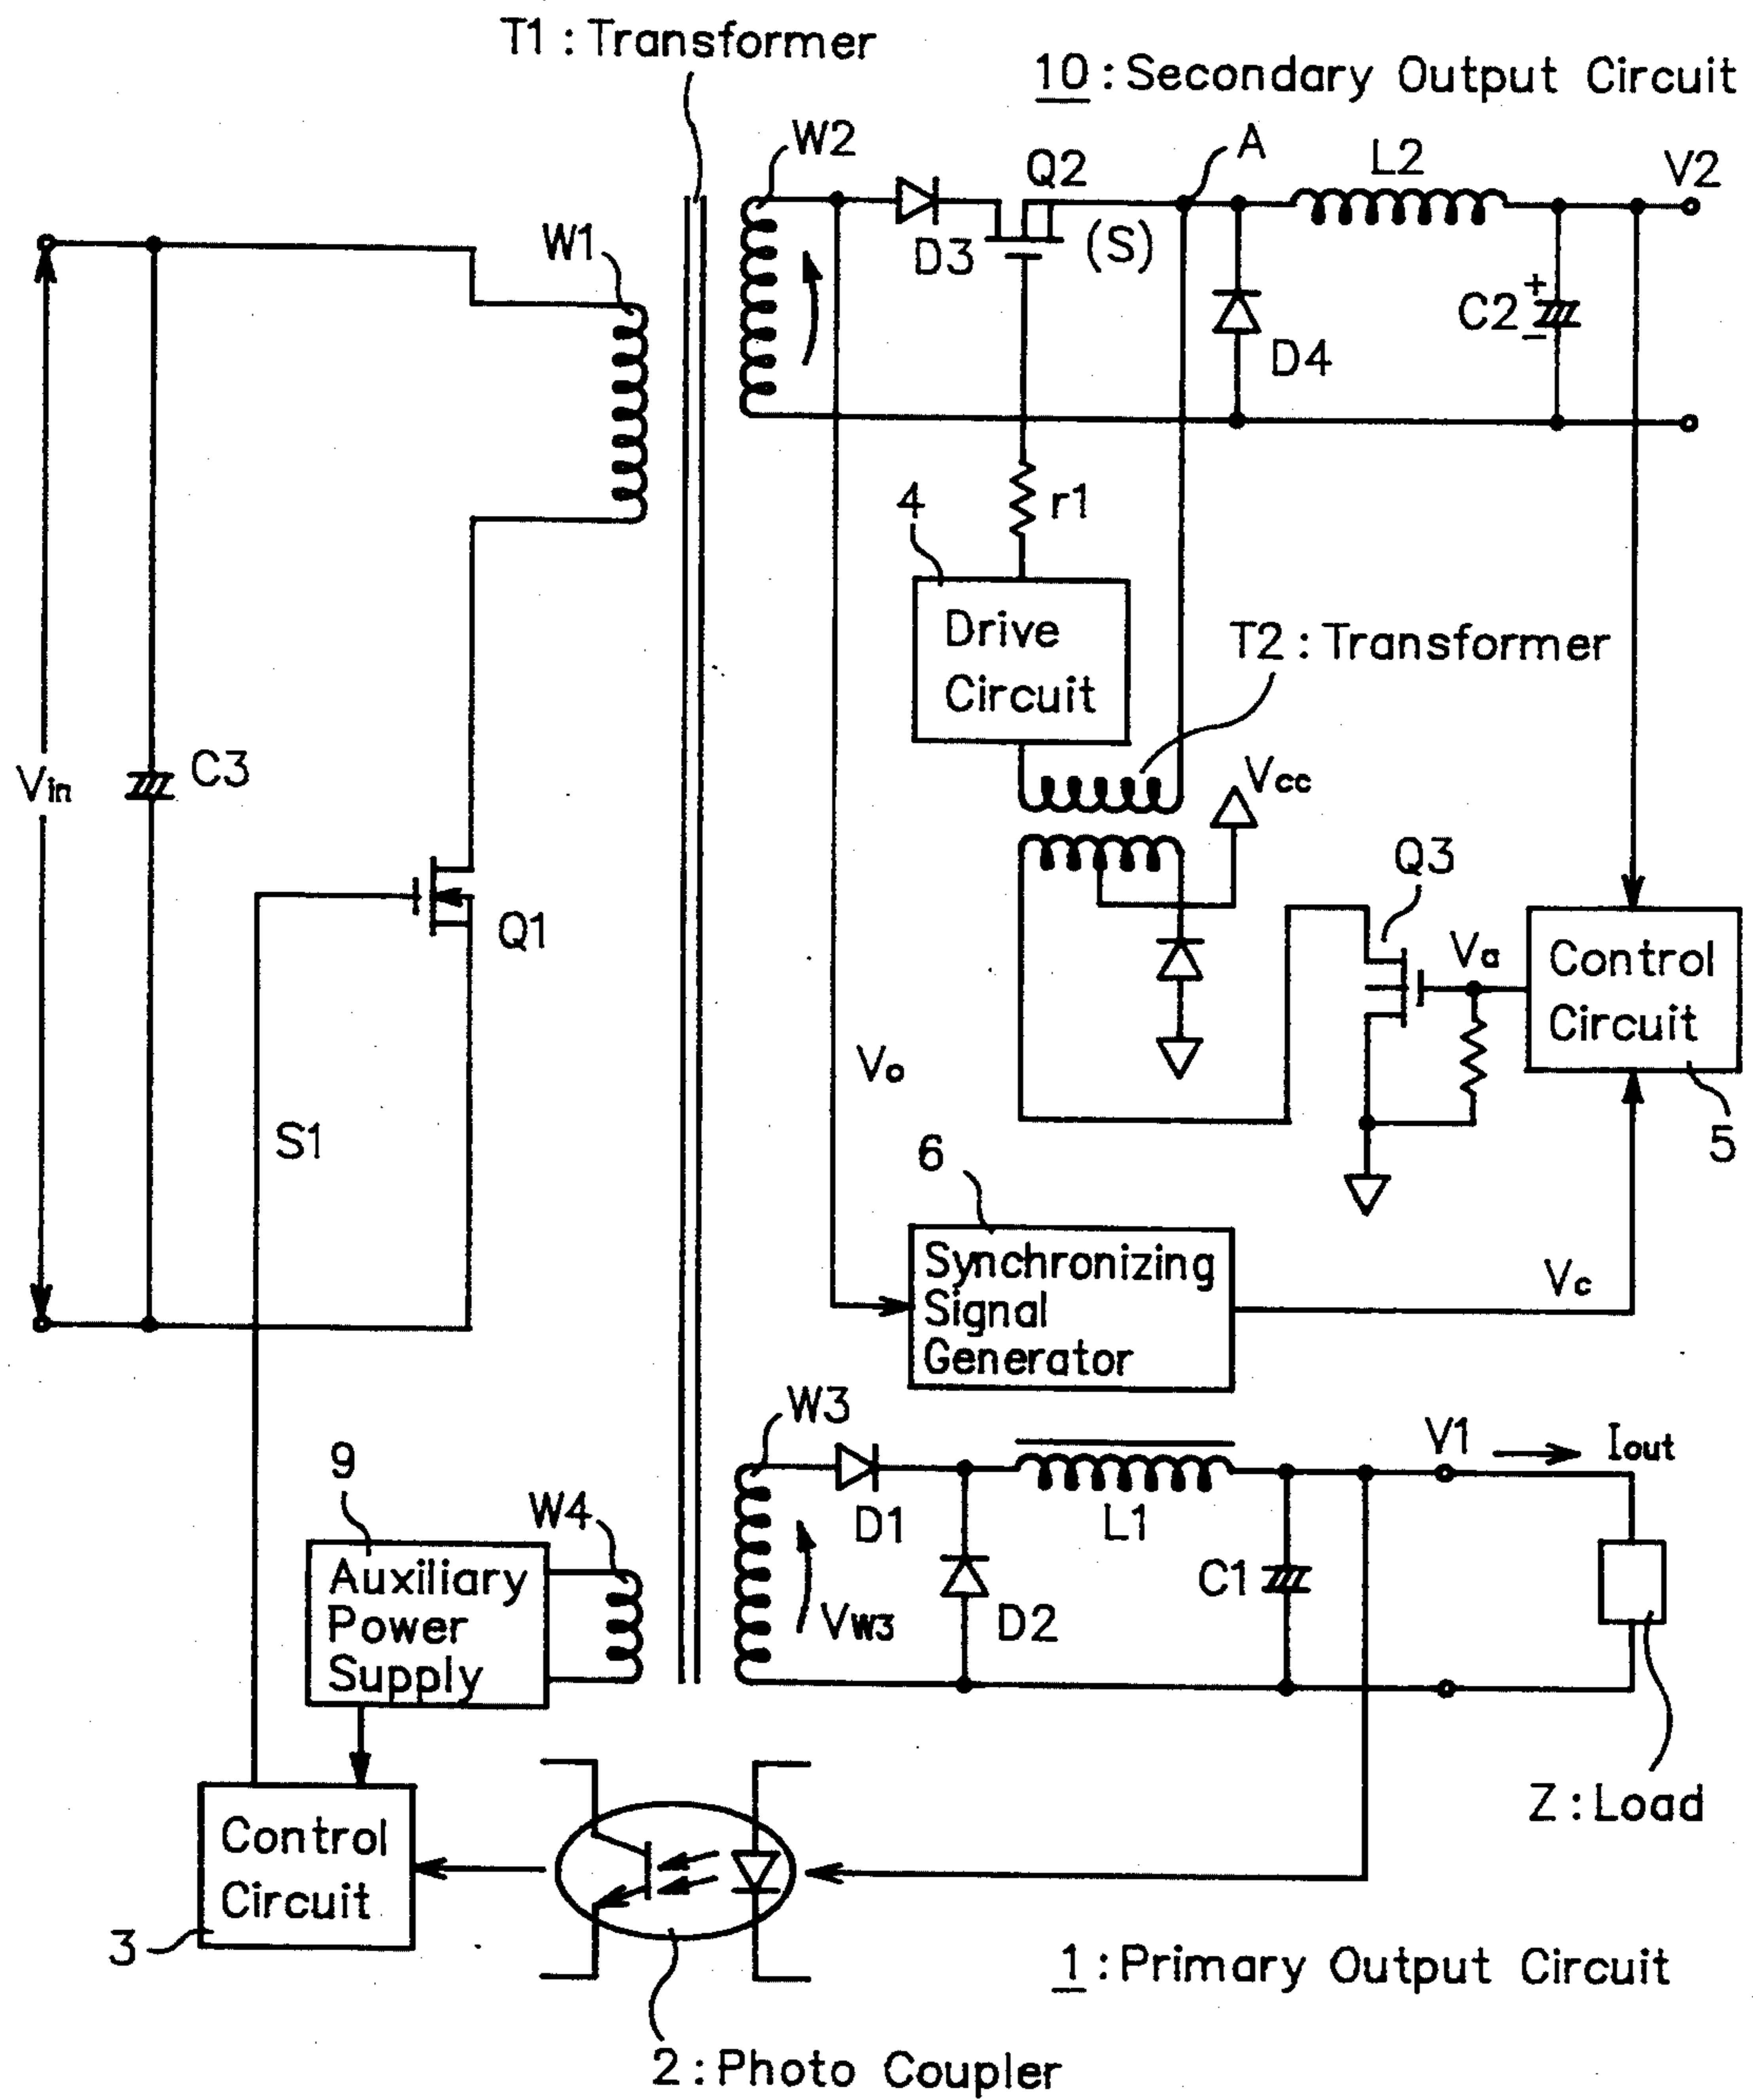 T1 : Transformer
10 : Secondary Output Circuit
W2
A
Q2
L2
V2
W1
D3
(S)
C2
+
−
D4
4
r1
Drive
Circuit
T2 : Transformer
Vin
C3
Vcc
Q3
Q1
Va
Control
Circuit
5
Vo
S1
6
Synchronizing
Signal
Generator
Vc
W3
V1
Iout
9
W4
D1
L1
Auxiliary
Power
Supply
VW3
D2
C1
Z : Load
Control
Circuit
3
1 : Primary Output Circuit
2 : Photo Coupler